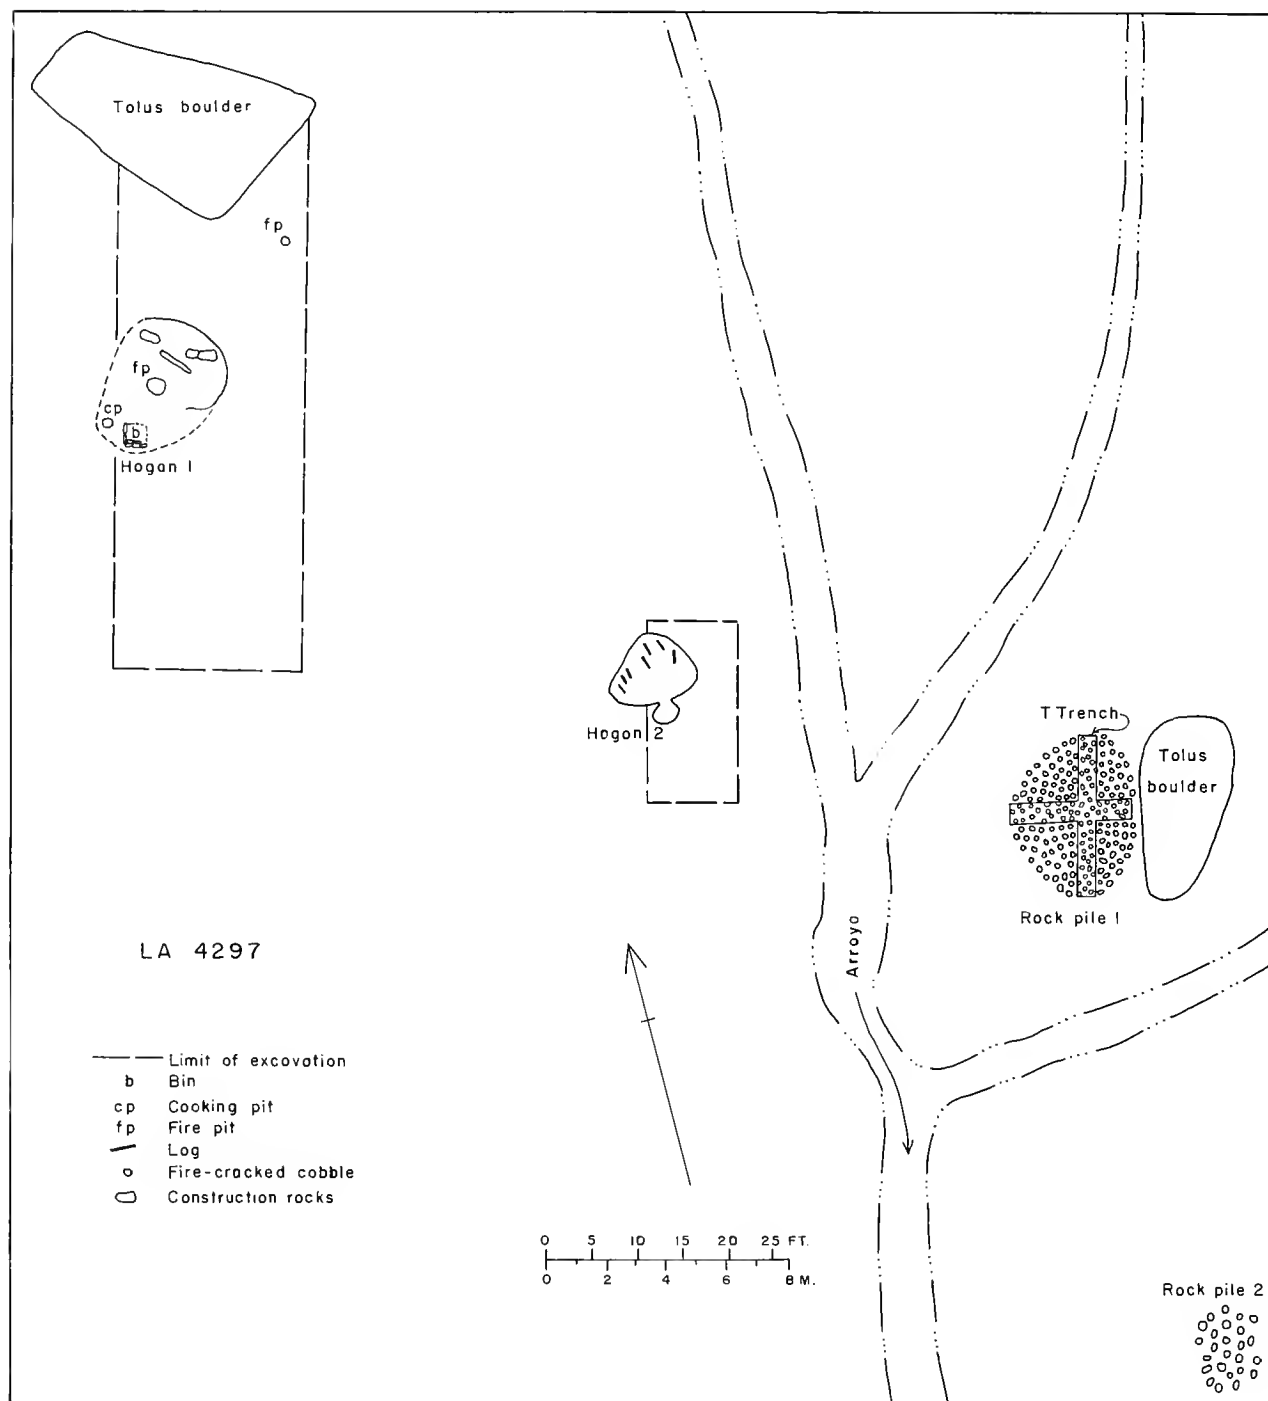 Talus boulder
fp
fp
cp
b
Hogan 1
Hogan 2
T Trench
Talus
boulder
Rock pile 1
Arroyo
LA 4297
Limit of excavation
b Bin
cp Cooking pit
fp Fire pit
Log
Fire-cracked cobble
Construction rocks
0 5 10 15 20 25 FT.
0 2 4 6 8 M.
Rock pile 2